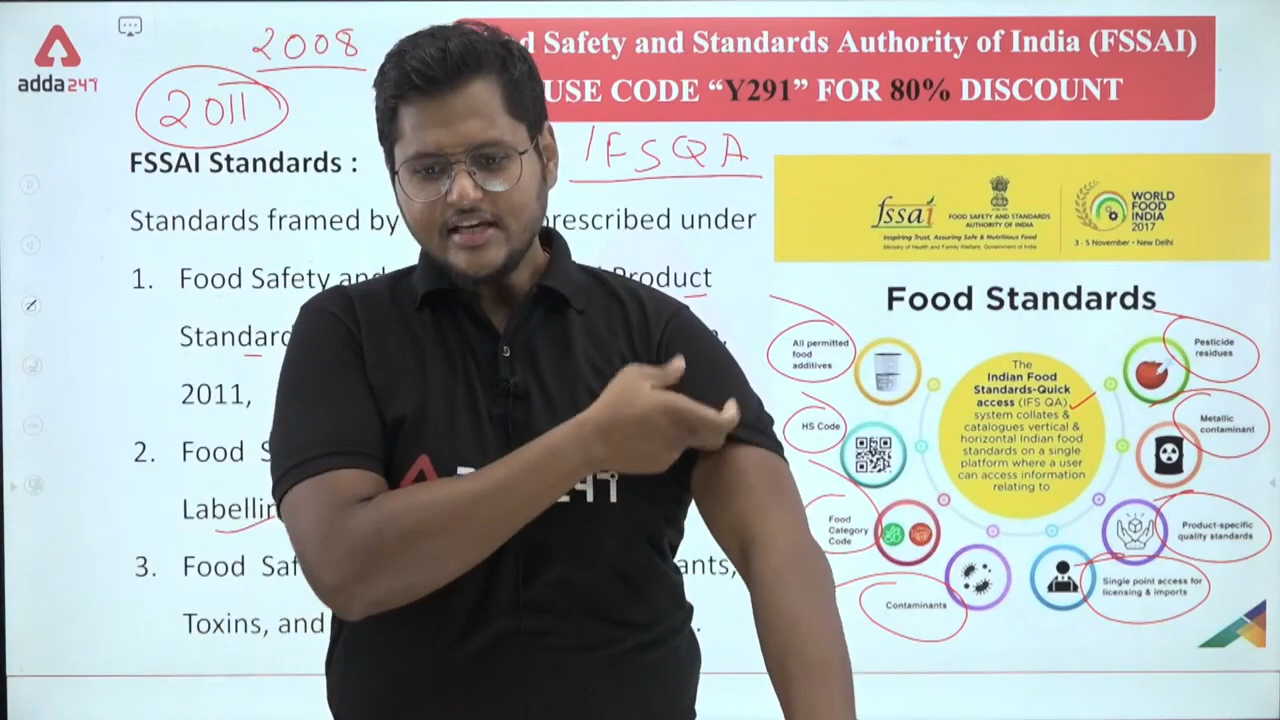 adda247
2008
2011
d Safety and Standards Authority of India (FSSAI)
USE CODE “Y291” FOR 80% DISCOUNT
IFSQA
FSSAI Standards :
Standards framed by prescribed under
1. Food Safety and Product
Standard
2011,
2. Food S
Labellin
3. Food Saf ants,
Toxins, and
247
fssai
FOOD SAFETY AND STANDARDS
AUTHORITY OF INDIA
Inspiring Trust, Assuring Safe & Nutritious Food
Ministry of Health and Family Welfare, Government of India
WORLD
FOOD
INDIA
2017
3 - 5 November • New Delhi
Food Standards
All permitted
food
additives
HS Code
Food
Category
Code
Contaminants
The
Indian Food
Standards-Quick
access (IFS QA),
system collates &
catalogues vertical &
horizontal Indian food
standards on a single
platform where a user
can access information
relating to
Pesticide
residues
Metallic
contaminant
Product-specific
quality standards
Single point access for
licensing & imports